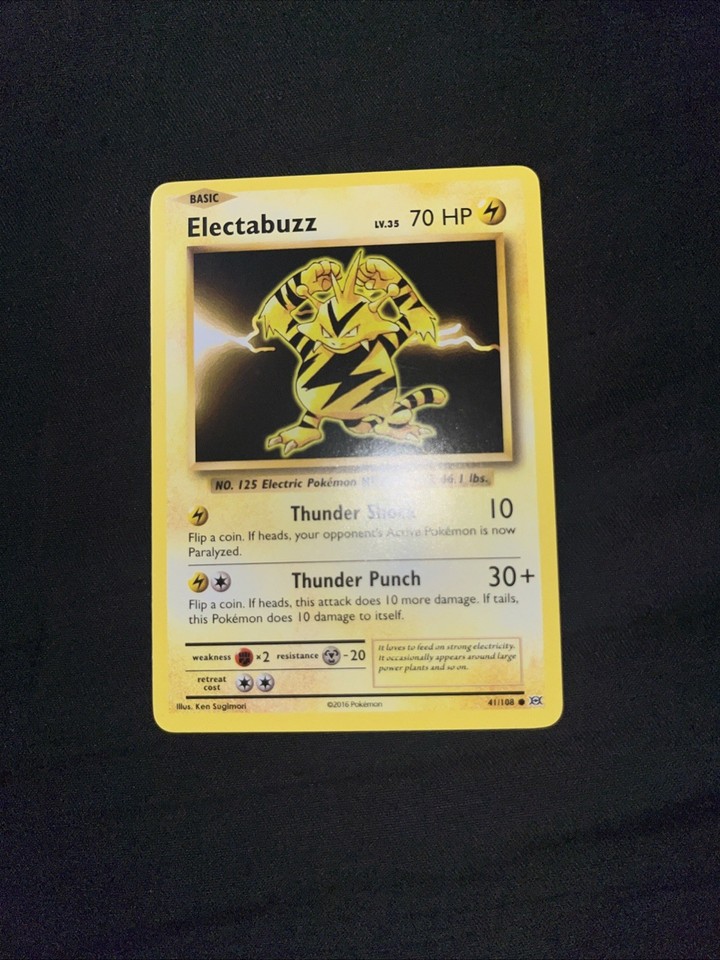 BASIC
Electabuzz LV.35 70 HP
NO. 125 Electric Pokémon lbs.
Thunder Shock 10
Flip a coin. If heads, your opponent's Active Pokémon is now
Paralyzed.
Thunder Punch 30+
Flip a coin. If heads, this attack does 10 more damage. If tails,
this Pokémon does 10 damage to itself.
weakness ×2 resistance -20
retreat
cost
It loves to feed on strong electricity.
It occasionally appears around large
power plants and so on.
Illus. Ken Sugimori ©2016 Pokémon 41/108